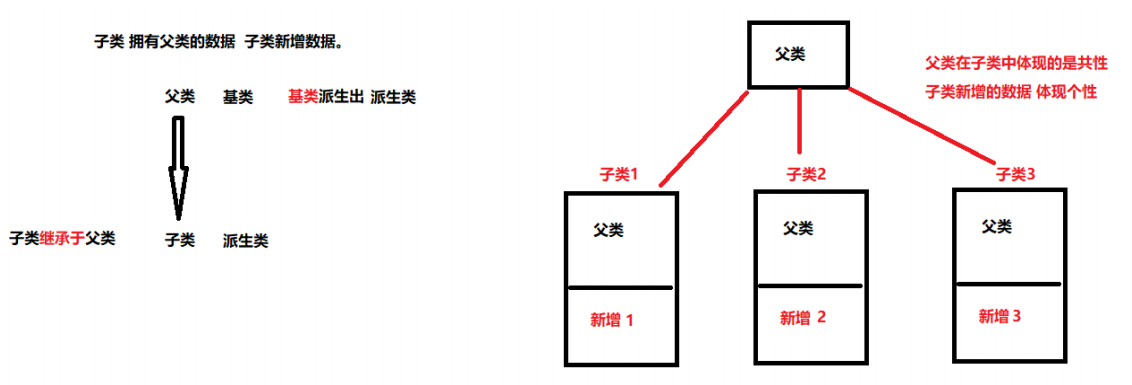 子类 拥有父类的数据 子类新增数据。
父类 基类 基类派生出 派生类
子类继承于父类 子类 派生类
父类
父类在子类中体现的是共性
子类新增的数据 体现个性
子类1 子类2 子类3
父类 父类 父类
新增 1 新增 2 新增 3